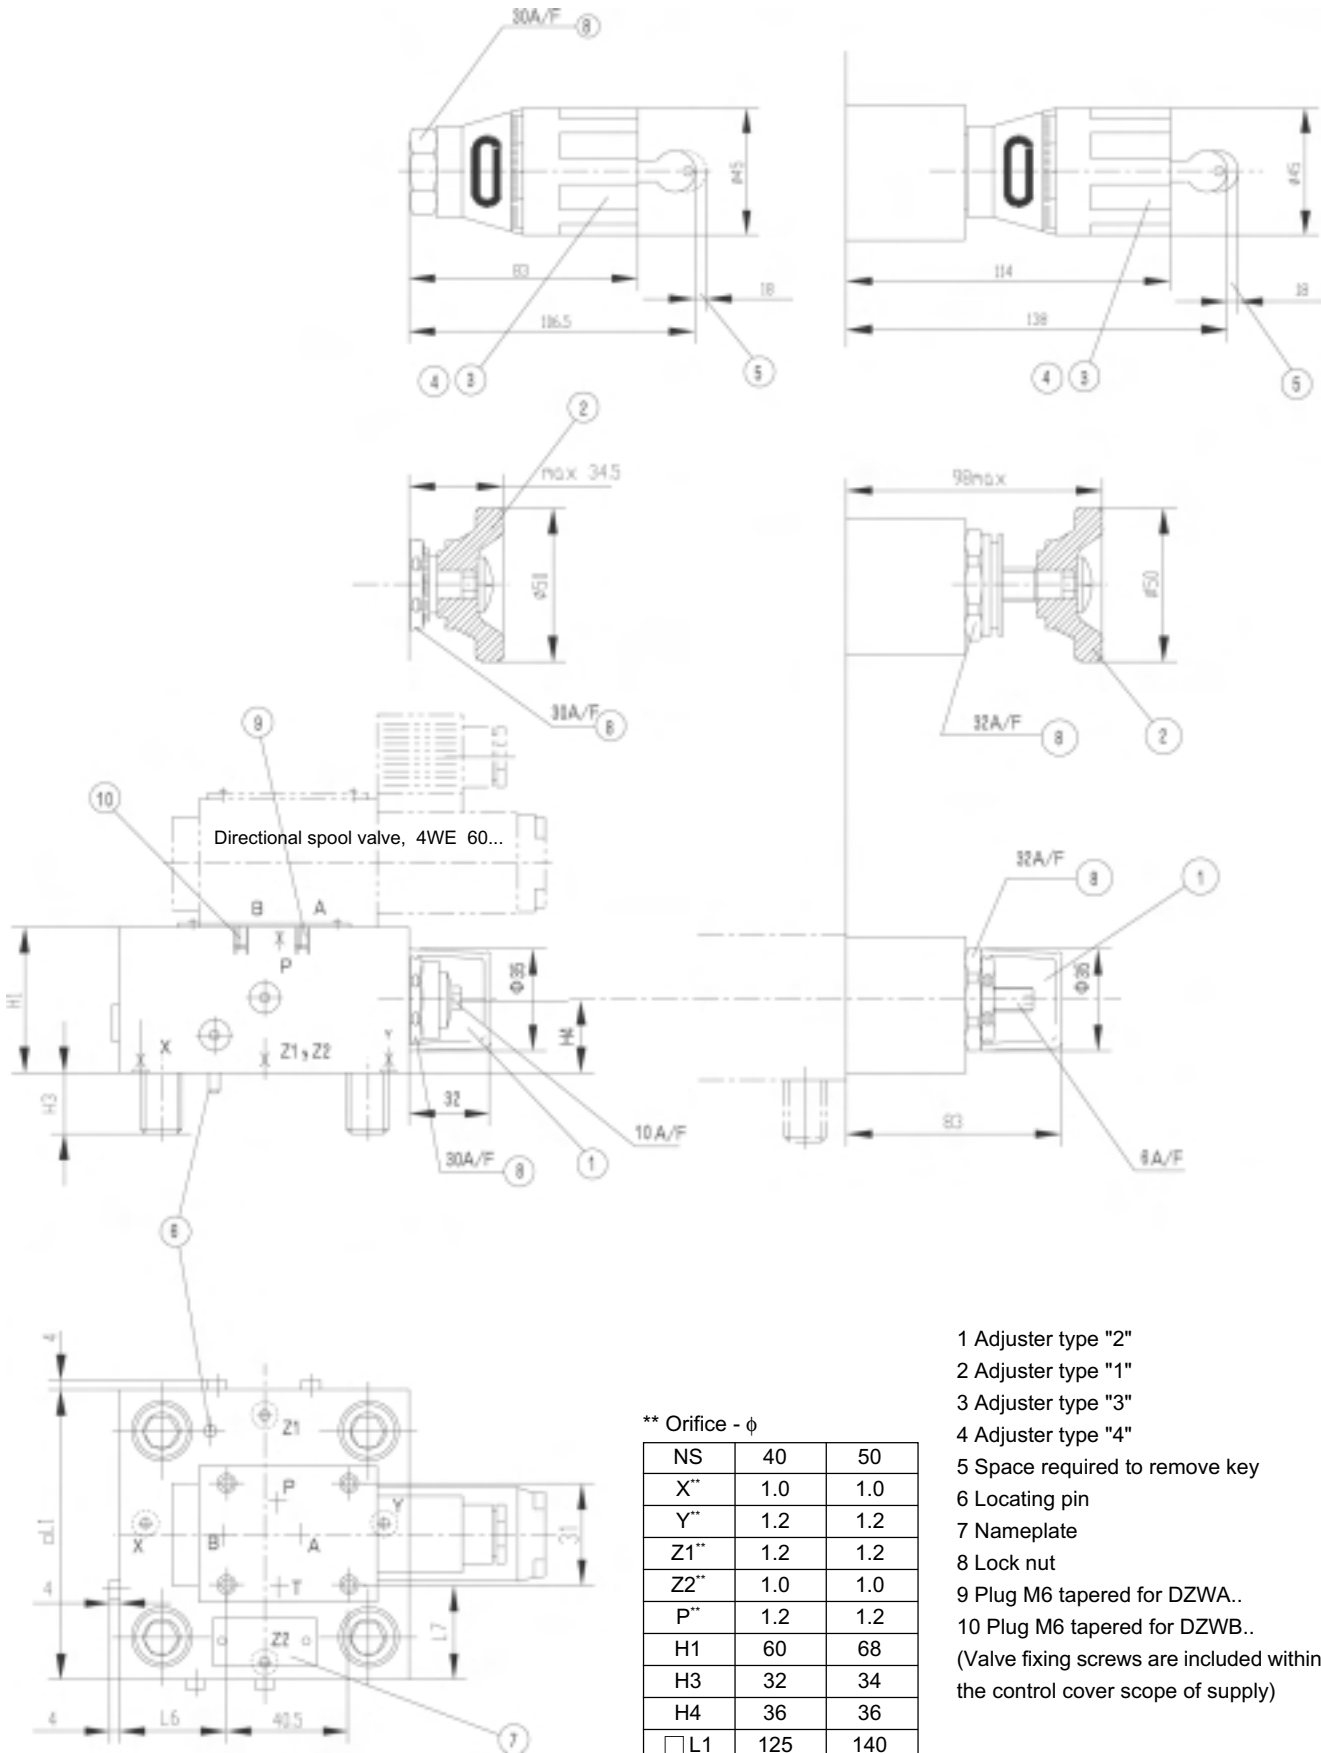 30A/F 8
ø45
83
18
106.5
4 3
5
ø45
114
18
138
4 3
5
2
max 34.5
ø50
30A/F 8
98max
ø50
32A/F 8
2
9
10
Directional spool valve, 4WE 60...
B A
P
X
Z1, Z2
Y
H1
H3
Φ36
H4
32
10A/F
30A/F 8
1
6
32A/F
8
1
Φ36
83
6A/F
4
Z1
P
Y
X
B
A
T
Z2
□L1
4
31
L7
4
L6
40.5
7
** Orifice - ϕ
NS 40 50
X** 1.0 1.0
Y** 1.2 1.2
Z1** 1.2 1.2
Z2** 1.0 1.0
P** 1.2 1.2
H1 60 68
H3 32 34
H4 36 36
□L1 125 140
1 Adjuster type "2"
2 Adjuster type "1"
3 Adjuster type "3"
4 Adjuster type "4"
5 Space required to remove key
6 Locating pin
7 Nameplate
8 Lock nut
9 Plug M6 tapered for DZWA..
10 Plug M6 tapered for DZWB..
(Valve fixing screws are included within
the control cover scope of supply)